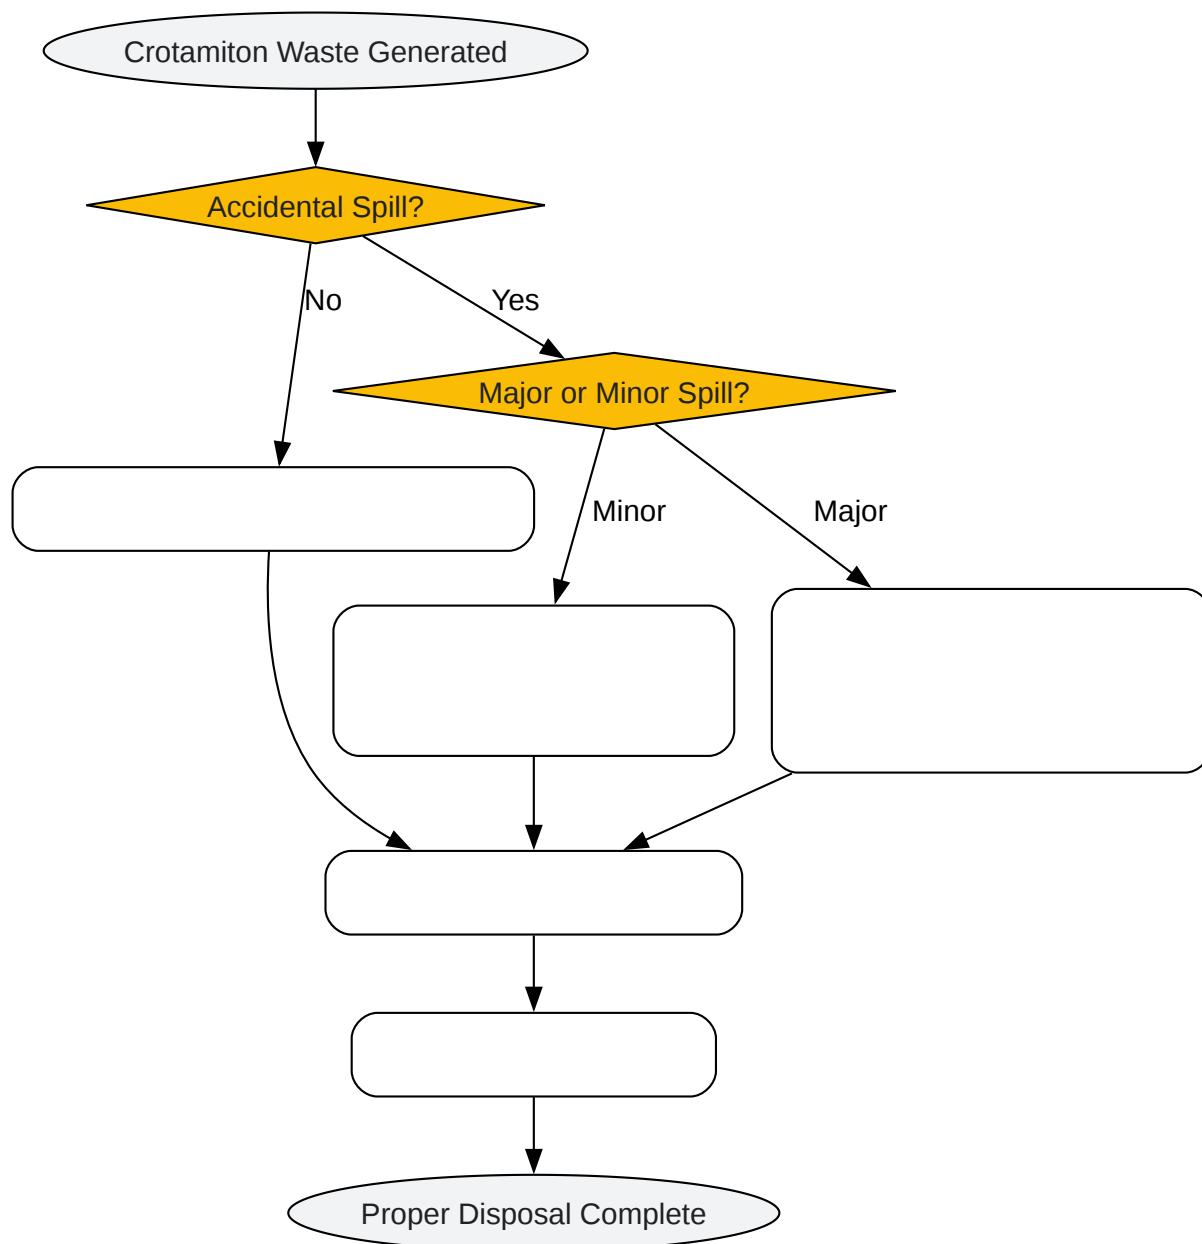 Crotamiton Waste Generated
Accidental Spill?
No
Yes
Major or Minor Spill?
Minor
Major
Proper Disposal Complete